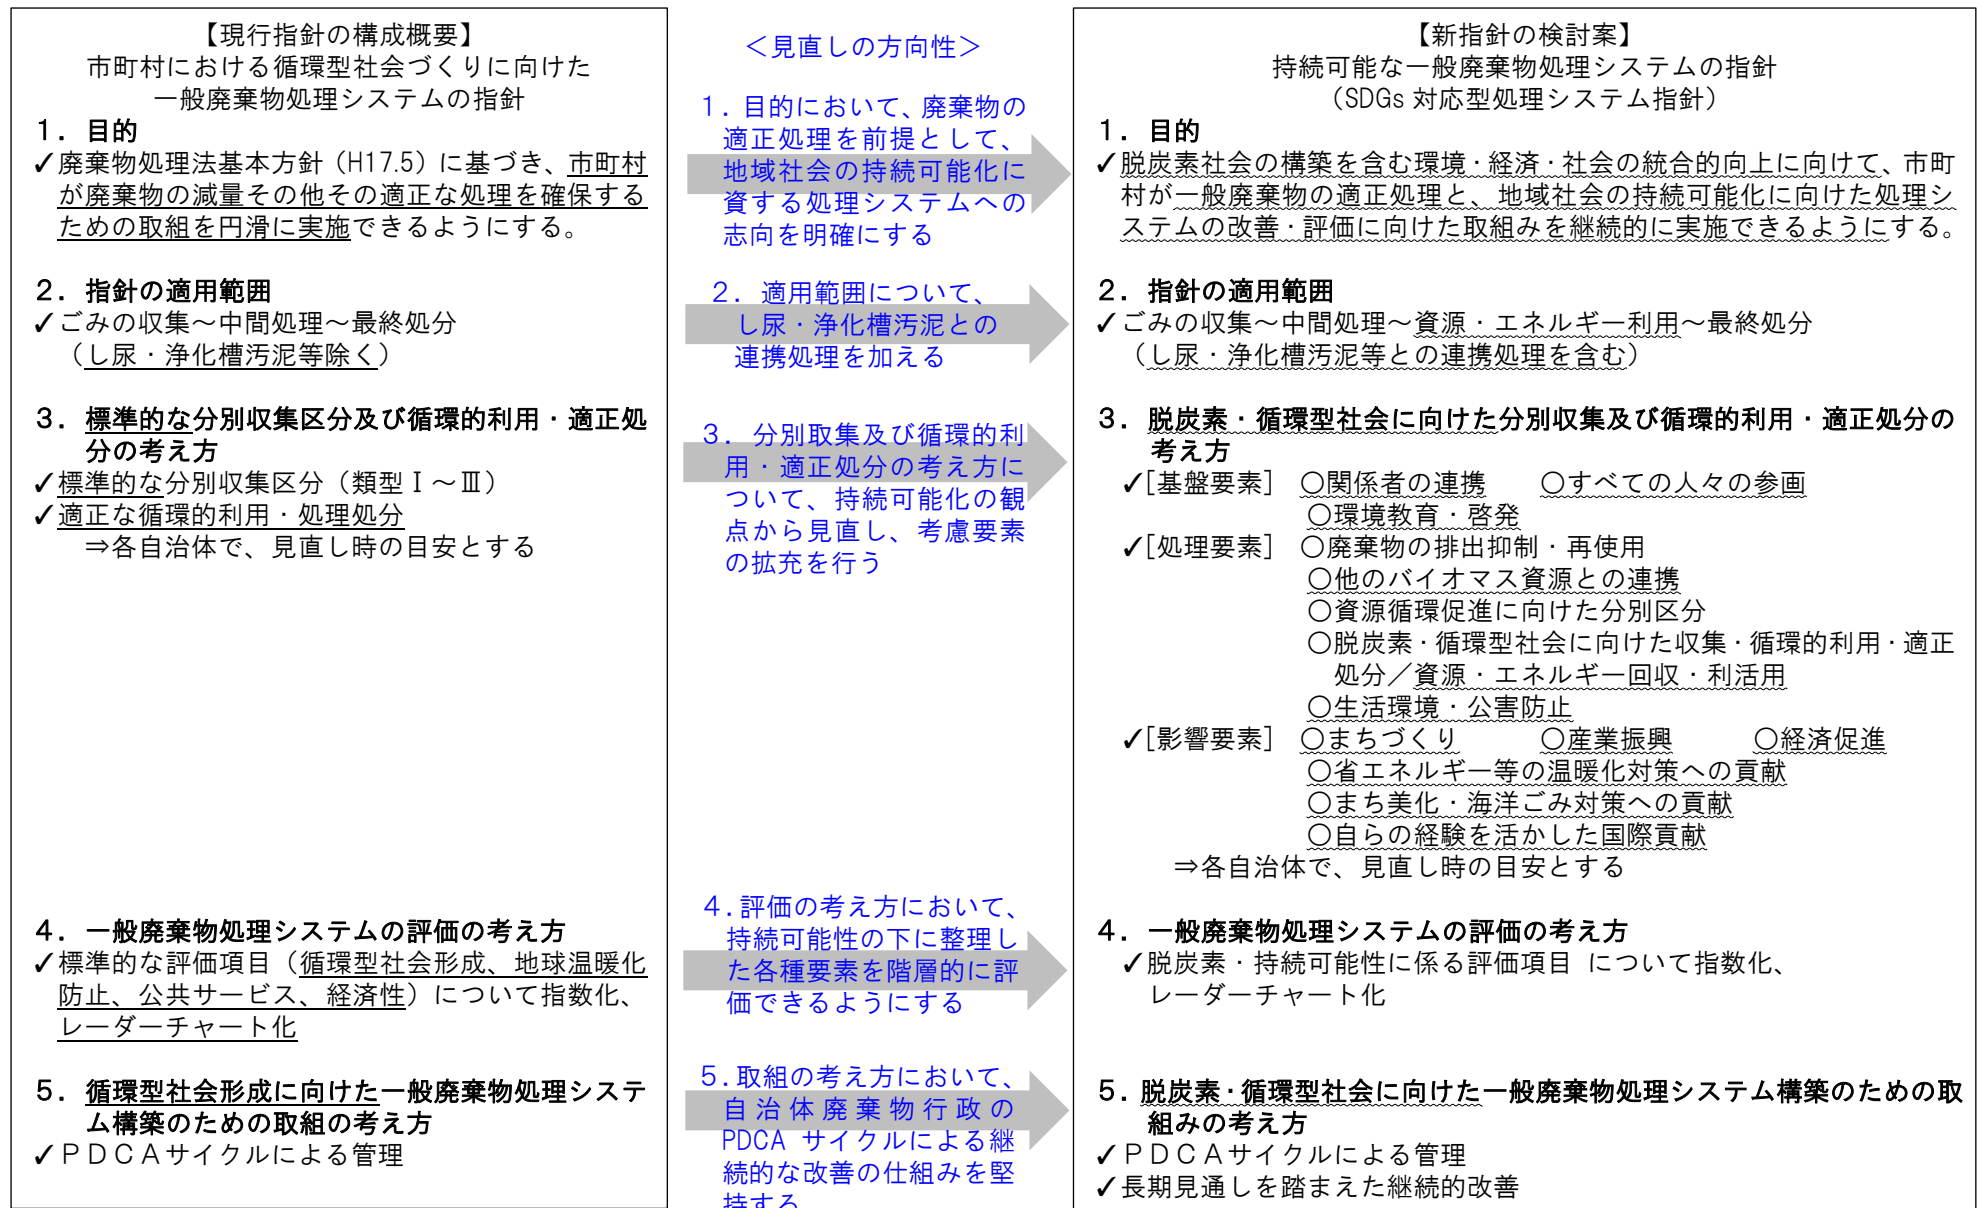 【現行指針の構成概要】
市町村における循環型社会づくりに向けた
一般廃棄物処理システムの指針
1. 目的
✓廃棄物処理法基本方針（H17.5）に基づき、市町村
が廃棄物の減量その他その適正な処理を確保する
ための取組を円滑に実施できるようにする。
2. 指針の適用範囲
✓ごみの収集～中間処理～最終処分
（し尿・浄化槽汚泥等除く）
3. 標準的な分別収集区分及び循環的利用・適正処
分の考え方
✓標準的な分別収集区分（類型Ⅰ～Ⅲ）
✓適正な循環的利用・処理処分
⇒各自治体で、見直し時の目安とする
4. 一般廃棄物処理システムの評価の考え方
✓標準的な評価項目（循環型社会形成、地球温暖化
防止、公共サービス、経済性）について指数化、
レーダーチャート化
5. 循環型社会形成に向けた一般廃棄物処理システ
ム構築のための取組の考え方
✓ＰＤＣＡサイクルによる管理
＜見直しの方向性＞
1. 目的において、廃棄物の
適正処理を前提として、
地域社会の持続可能化に
資する処理システムへの
志向を明確にする
2. 適用範囲について、
し尿・浄化槽汚泥との
連携処理を加える
3. 分別取集及び循環的利
用・適正処分の考え方に
ついて、持続可能化の観
点から見直し、考慮要素
の拡充を行う
4. 評価の考え方において、
持続可能性の下に整理し
た各種要素を階層的に評
価できるようにする
5. 取組の考え方において、
自治体廃棄物行政の
PDCA サイクルによる継
続的な改善の仕組みを堅
持する
【新指針の検討案】
持続可能な一般廃棄物処理システムの指針
（SDGs 対応型処理システム指針）
1. 目的
✓脱炭素社会の構築を含む環境・経済・社会の統合的向上に向けて、市町
村が一般廃棄物の適正処理と、地域社会の持続可能化に向けた処理シ
ステムの改善・評価に向けた取組みを継続的に実施できるようにする。
2. 指針の適用範囲
✓ごみの収集～中間処理～資源・エネルギー利用～最終処分
（し尿・浄化槽汚泥等との連携処理を含む）
3. 脱炭素・循環型社会に向けた分別収集及び循環的利用・適正処分の
考え方
✓[基盤要素] ○関係者の連携 ○すべての人々の参画
○環境教育・啓発
✓[処理要素] ○廃棄物の排出抑制・再使用
○他のバイオマス資源との連携
○資源循環促進に向けた分別区分
○脱炭素・循環型社会に向けた収集・循環的利用・適正
処分／資源・エネルギー回収・利活用
○生活環境・公害防止
✓[影響要素] ○まちづくり ○産業振興 ○経済促進
○省エネルギー等の温暖化対策への貢献
○まち美化・海洋ごみ対策への貢献
○自らの経験を活かした国際貢献
⇒各自治体で、見直し時の目安とする
4. 一般廃棄物処理システムの評価の考え方
✓脱炭素・持続可能性に係る評価項目 について指数化、
レーダーチャート化
5. 脱炭素・循環型社会に向けた一般廃棄物処理システム構築のための取
組みの考え方
✓ＰＤＣＡサイクルによる管理
✓長期見通しを踏まえた継続的改善